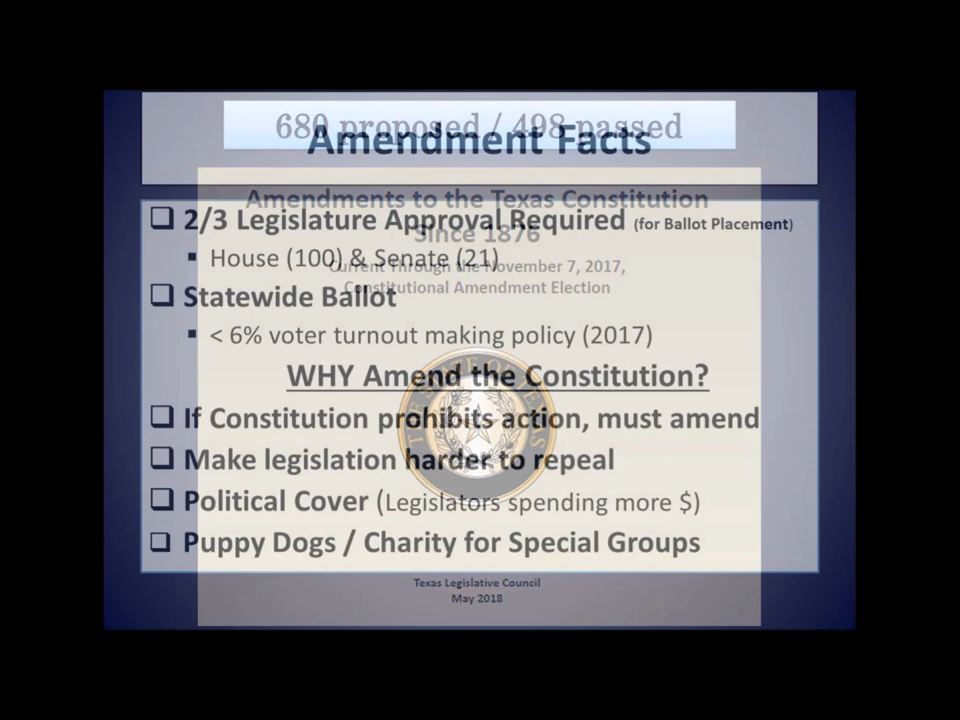 680 proposed / 498 passed
Amendment Facts
Amendments to the Texas Constitution
Since 1876
❑ 2/3 Legislature Approval Required (for Ballot Placement)
▪ House (100) & Senate (21)
Current Through the November 7, 2017,
Constitutional Amendment Election
❑ Statewide Ballot
▪ < 6% voter turnout making policy (2017)
WHY Amend the Constitution?
❑ If Constitution prohibits action, must amend
❑ Make legislation harder to repeal
❑ Political Cover (Legislators spending more $)
❑ Puppy Dogs / Charity for Special Groups
Texas Legislative Council
May 2018